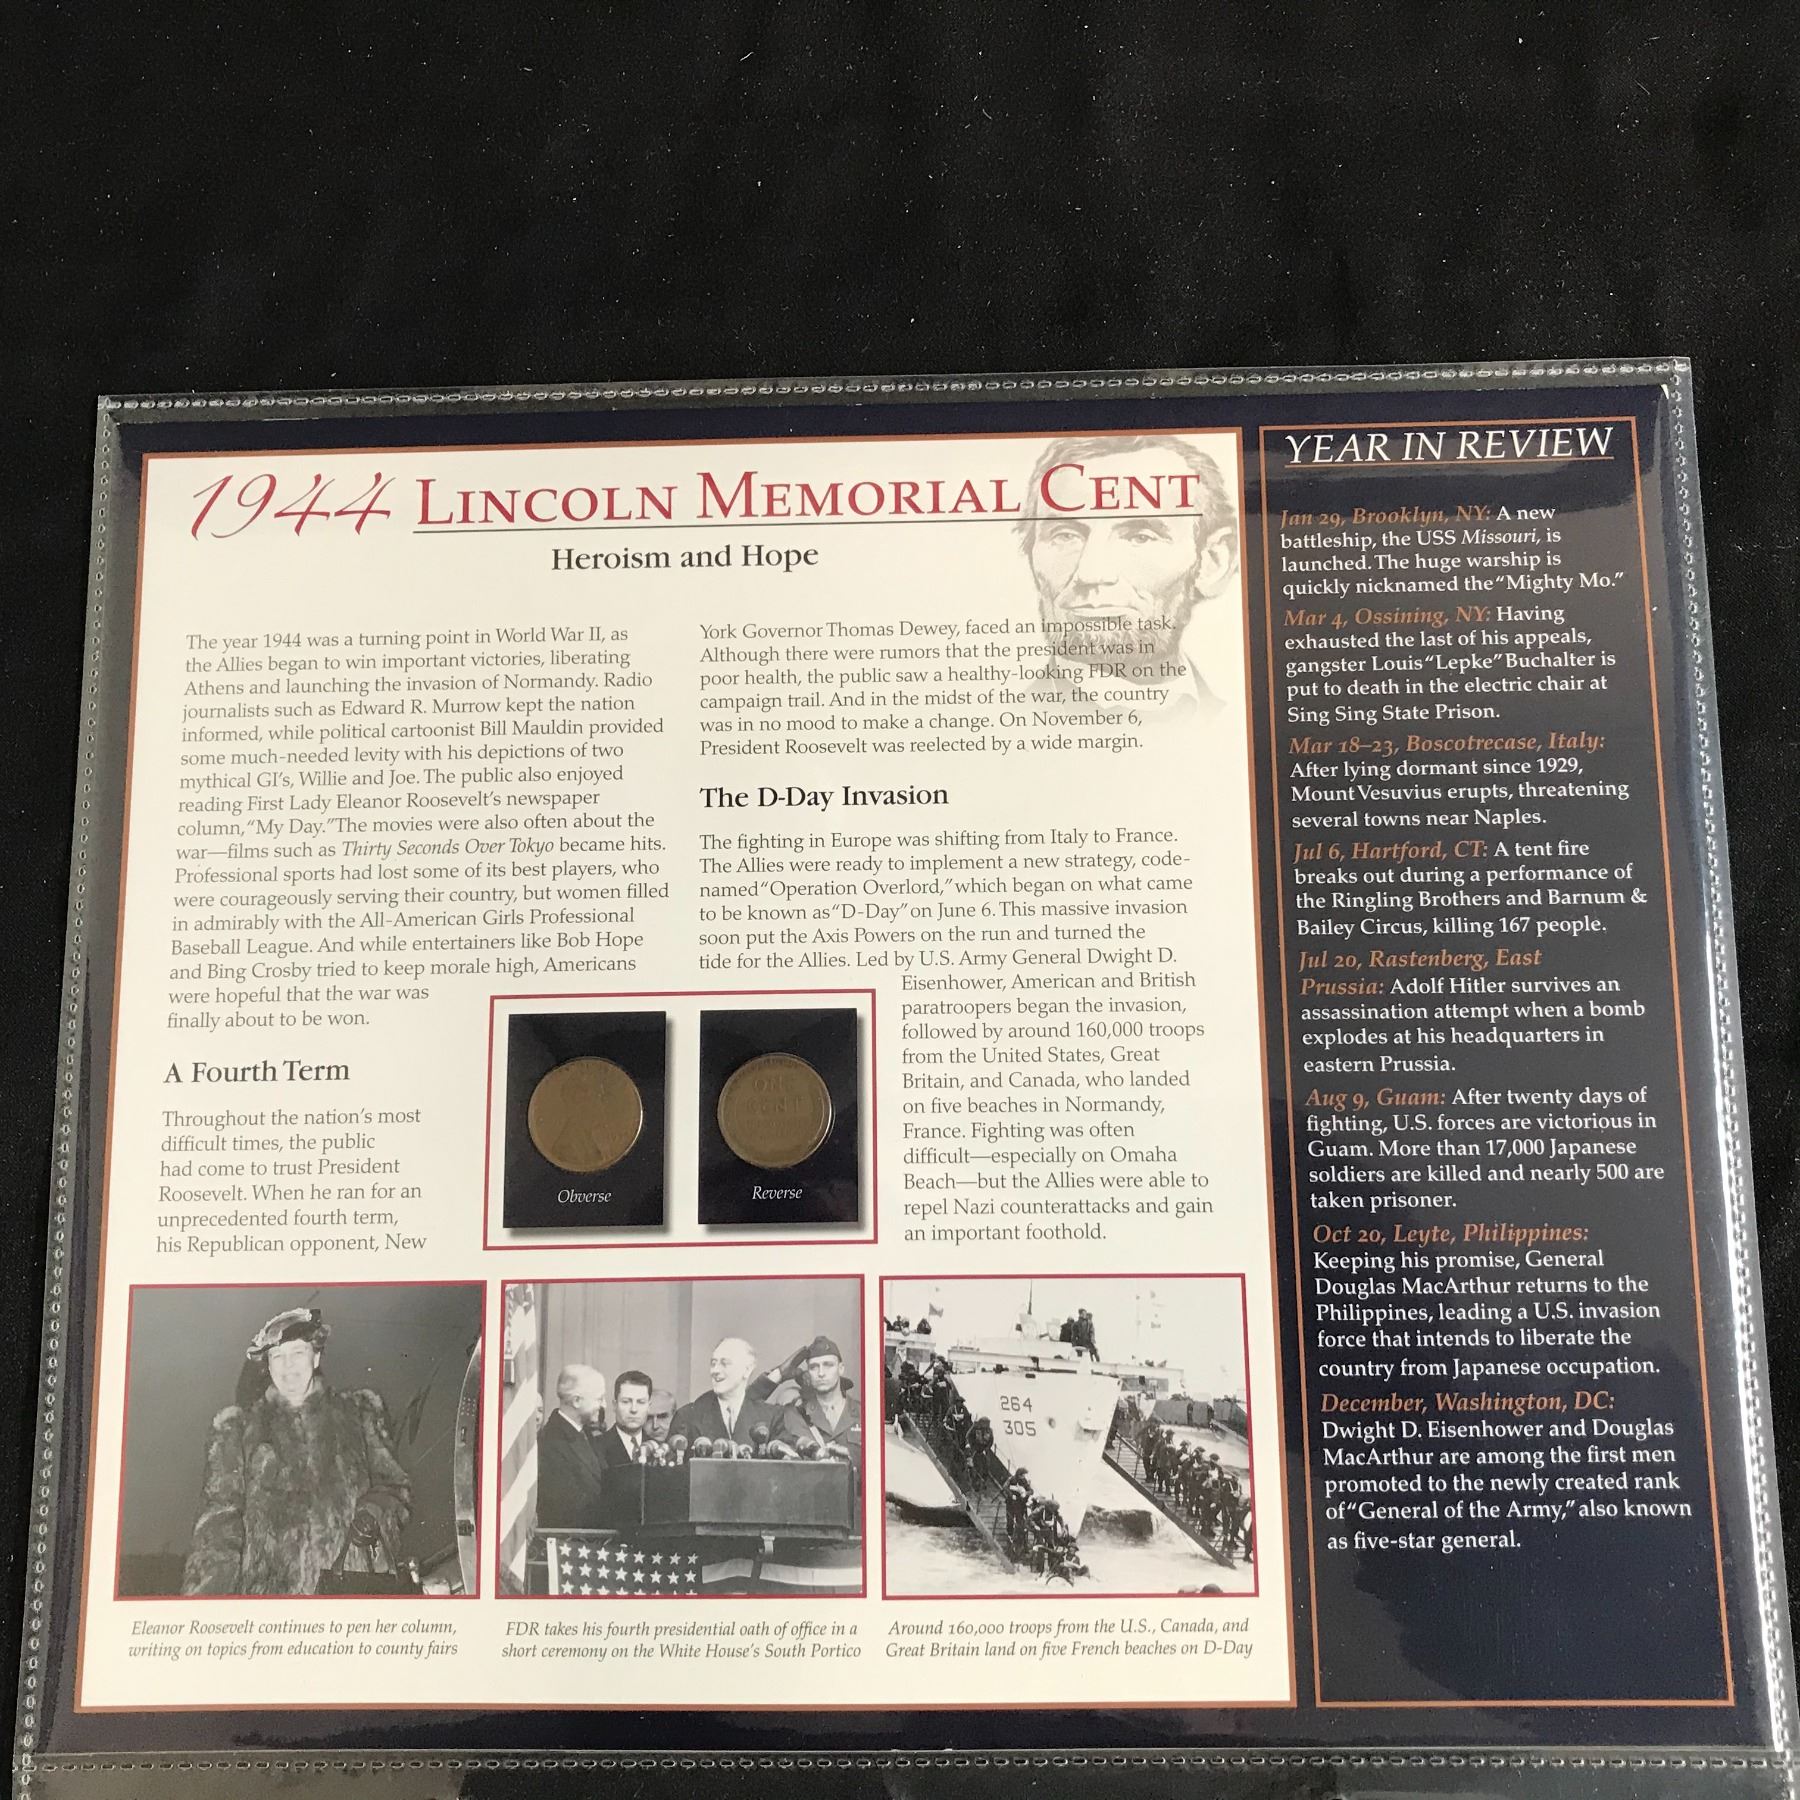 1944 LINCOLN MEMORIAL CENT
Heroism and Hope
The year 1944 was a turning point in World War II, as
the Allies began to win important victories, liberating
Athens and launching the invasion of Normandy. Radio
journalists such as Edward R. Murrow kept the nation
informed, while political cartoonist Bill Mauldin provided
some much-needed levity with his depictions of two
mythical GI's, Willie and Joe. The public also enjoyed
reading First Lady Eleanor Roosevelt's newspaper
column, "My Day." The movies were also often about the
war—films such as Thirty Seconds Over Tokyo became hits.
Professional sports had lost some of its best players, who
were courageously serving their country, but women filled
in admirably with the All-American Girls Professional
Baseball League. And while entertainers like Bob Hope
and Bing Crosby tried to keep morale high, Americans
were hopeful that the war was
finally about to be won.
A Fourth Term
Throughout the nation's most
difficult times, the public
had come to trust President
Roosevelt. When he ran for an
unprecedented fourth term,
his Republican opponent, New
York Governor Thomas Dewey, faced an impossible task.
Although there were rumors that the president was in
poor health, the public saw a healthy-looking FDR on the
campaign trail. And in the midst of the war, the country
was in no mood to make a change. On November 6,
President Roosevelt was reelected by a wide margin.
The D-Day Invasion
The fighting in Europe was shifting from Italy to France.
The Allies were ready to implement a new strategy, code-
named "Operation Overlord," which began on what came
to be known as "D-Day" on June 6. This massive invasion
soon put the Axis Powers on the run and turned the
tide for the Allies. Led by U.S. Army General Dwight D.
Eisenhower, American and British
paratroopers began the invasion,
followed by around 160,000 troops
from the United States, Great
Britain, and Canada, who landed
on five beaches in Normandy,
France. Fighting was often
difficult—especially on Omaha
Beach—but the Allies were able to
repel Nazi counterattacks and gain
an important foothold.
ONE
CENT
Obverse
Reverse
264
305
Eleanor Roosevelt continues to pen her column,
writing on topics from education to county fairs
FDR takes his fourth presidential oath of office in a
short ceremony on the White House's South Portico
Around 160,000 troops from the U.S., Canada, and
Great Britain land on five French beaches on D-Day
YEAR IN REVIEW
Jan 29, Brooklyn, NY: A new
battleship, the USS Missouri, is
launched. The huge warship is
quickly nicknamed the "Mighty Mo."
Mar 4, Ossining, NY: Having
exhausted the last of his appeals,
gangster Louis "Lepke" Buchalter is
put to death in the electric chair at
Sing Sing State Prison.
Mar 18–23, Boscotrecase, Italy:
After lying dormant since 1929,
Mount Vesuvius erupts, threatening
several towns near Naples.
Jul 6, Hartford, CT: A tent fire
breaks out during a performance of
the Ringling Brothers and Barnum &
Bailey Circus, killing 167 people.
Jul 20, Rastenberg, East
Prussia: Adolf Hitler survives an
assassination attempt when a bomb
explodes at his headquarters in
eastern Prussia.
Aug 9, Guam: After twenty days of
fighting, U.S. forces are victorious in
Guam. More than 17,000 Japanese
soldiers are killed and nearly 500 are
taken prisoner.
Oct 20, Leyte, Philippines:
Keeping his promise, General
Douglas MacArthur returns to the
Philippines, leading a U.S. invasion
force that intends to liberate the
country from Japanese occupation.
December, Washington, DC:
Dwight D. Eisenhower and Douglas
MacArthur are among the first men
promoted to the newly created rank
of "General of the Army," also known
as five-star general.